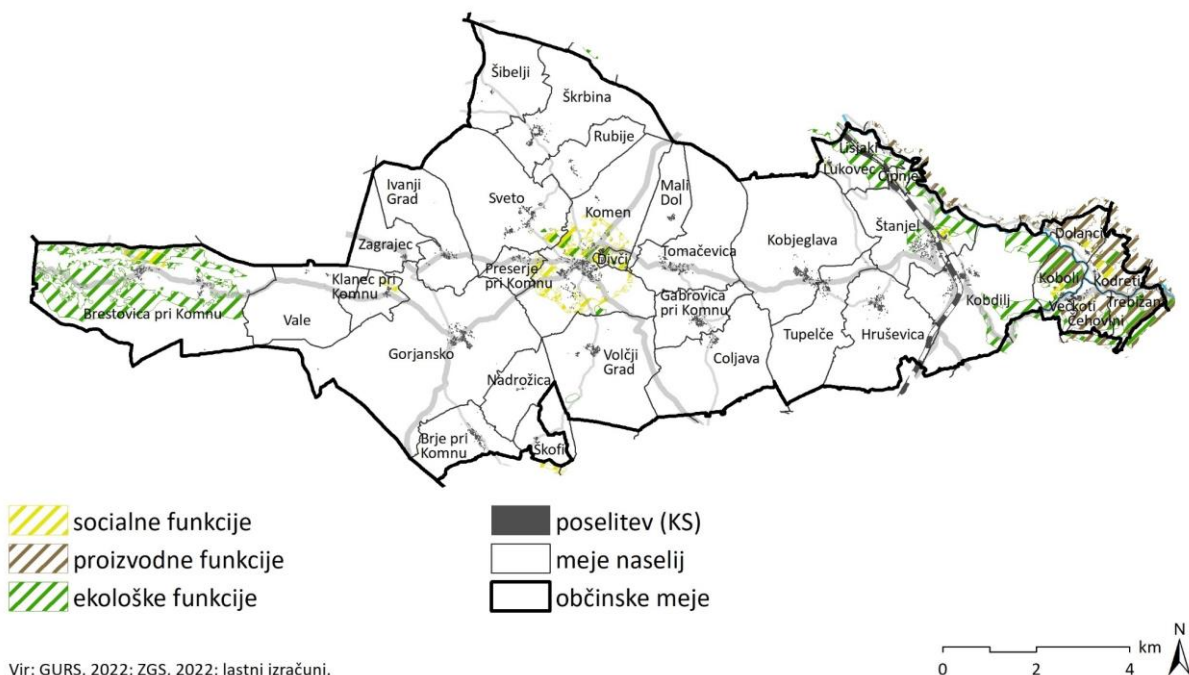 Šibelji
Škrbina
Rubije
Ivanji
Grad
Sveto
Komen
Mali
Dol
Lisjaki
Lukovec
Čipnje
Zagrajec
Preserje
pri Komnu
Divči
Tomačevica
Kobjeglava
Štanjel
Dolanci
Koboli
Kodreti
Trebižani
Večkoti
Čehovini
Kobdilj
Brestovica pri Komnu
Vale
Klanec pri
Komnu
Gorjansko
Gabrovica
pri Komnu
Volčji
Grad
Coljava
Tupelče
Hruševica
Nadrožica
Brje pri
Komnu
Škofi
socialne funkcije
proizvodne funkcije
ekološke funkcije
poselitev (KS)
meje naselij
občinske meje
Vir: GURS, 2022; ZGS, 2022; lastni izračuni.
0 2 4 km
N